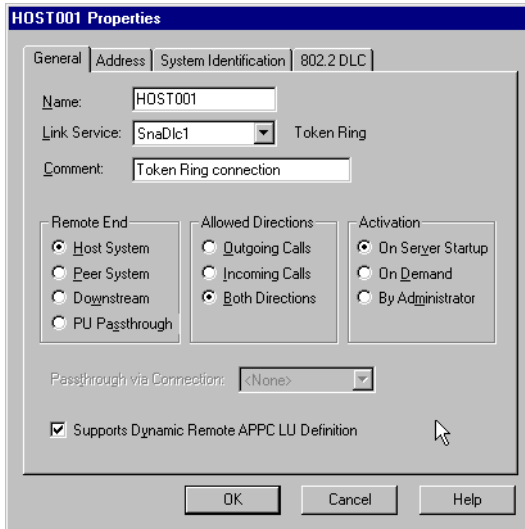 HOST001 Properties
General Address System Identification 802.2 DLC
Name: HOST001
Link Service: SnaDlc1 Token Ring
Comment: Token Ring connection
Remote End Allowed Directions Activation
Host System Outgoing Calls On Server Startup
Peer System Incoming Calls On Demand
Downstream Both Directions By Administrator
PU Passthrough
Passthrough via Connection: <None>
Supports Dynamic Remote APPC LU Definition
OK Cancel Help